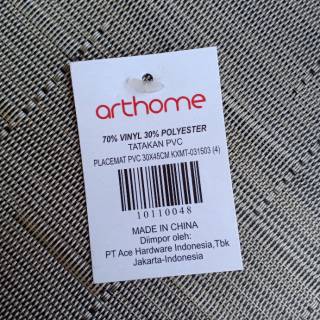 arthome
70% VINYL 30% POLYESTER
TATAKAN PVC
PLACEMAT PVC 30X45CM KXMT-031503 (4)
10110048
MADE IN CHINA
Diimpor oleh:
PT Ace Hardware Indonesia,Tbk
Jakarta-Indonesia